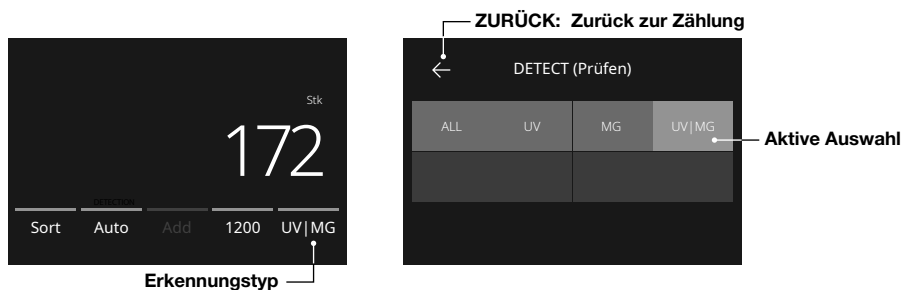 ZURÜCK: Zurück zur Zählung
Stk
172
DETECTION
Sort Auto Add 1200 UV|MG
Erkennungstyp
DETECT (Prüfen)
ALL UV MG UV|MG
Aktive Auswahl